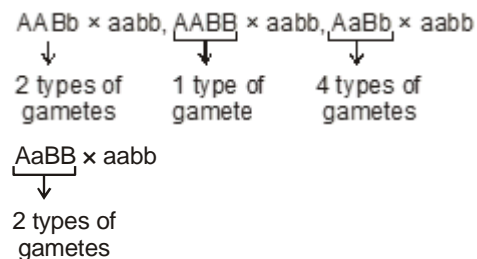 AABb × aabb, AABB × aabb, AaBb × aabb
2 types of 1 type of 4 types of
gametes gamete gametes
AaBB × aabb
2 types of
gametes